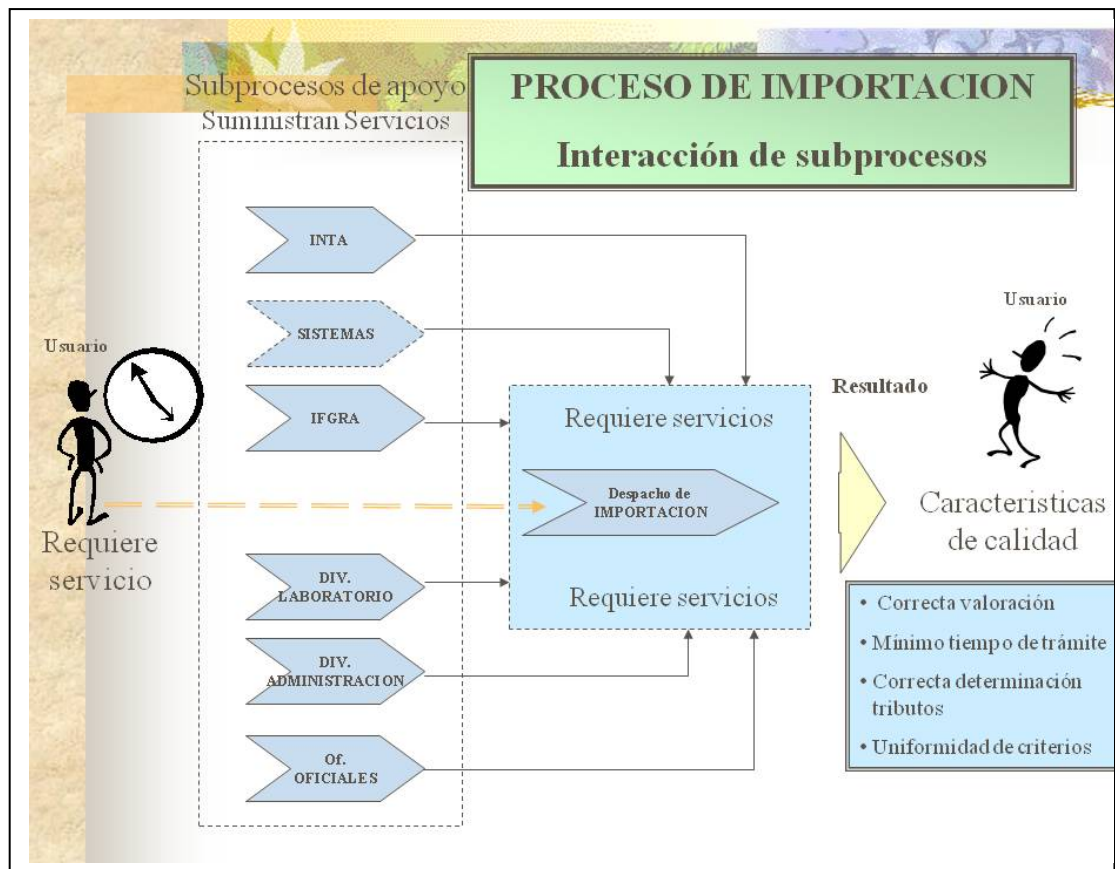 Subprocesos de apoyo
Suministran Servicios
PROCESO DE IMPORTACION
Interacción de subprocesos
INTA
SISTEMAS
IFGRA
DIV.
LABORATORIO
DIV.
ADMINISTRACION
Of.
OFICIALES
Usuario
Requiere
servicio
Requiere servicios
Despacho de
IMPORTACION
Requiere servicios
Resultado
Usuario
Caracteristicas
de calidad
• Correcta valoración
• Mínimo tiempo de trámite
• Correcta determinación
tributos
• Uniformidad de criterios